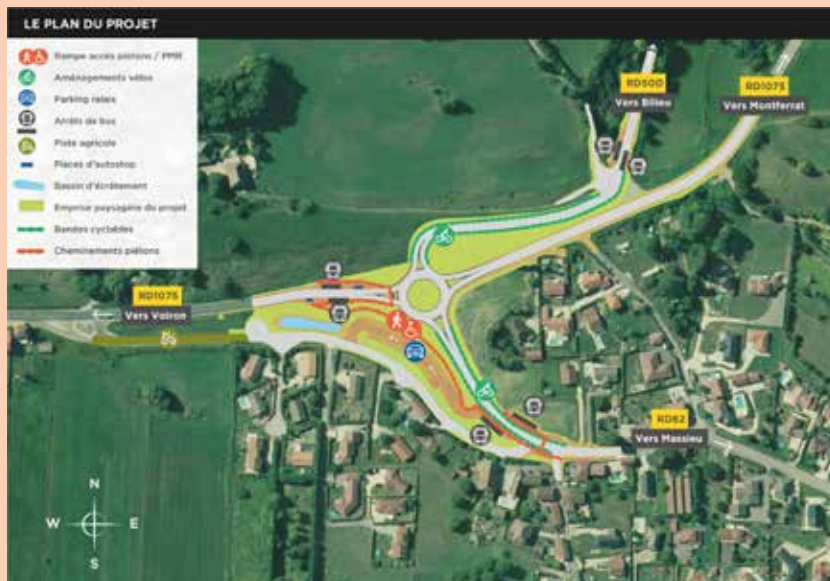 LE PLAN DU PROJET
Rampe accès piétons / PMR
Aménagements vélos
Parking relais
Arrêts de bus
Piste agricole
Places d'autostop
Bassin d'écrêtement
Emprise paysagère du projet
Bandes cyclables
Cheminements piétons
RD50D
Vers Bilieu
RD1075
Vers Montferrat
RD1075
Vers Voiron
RD82
Vers Massieu
N
W
E
S